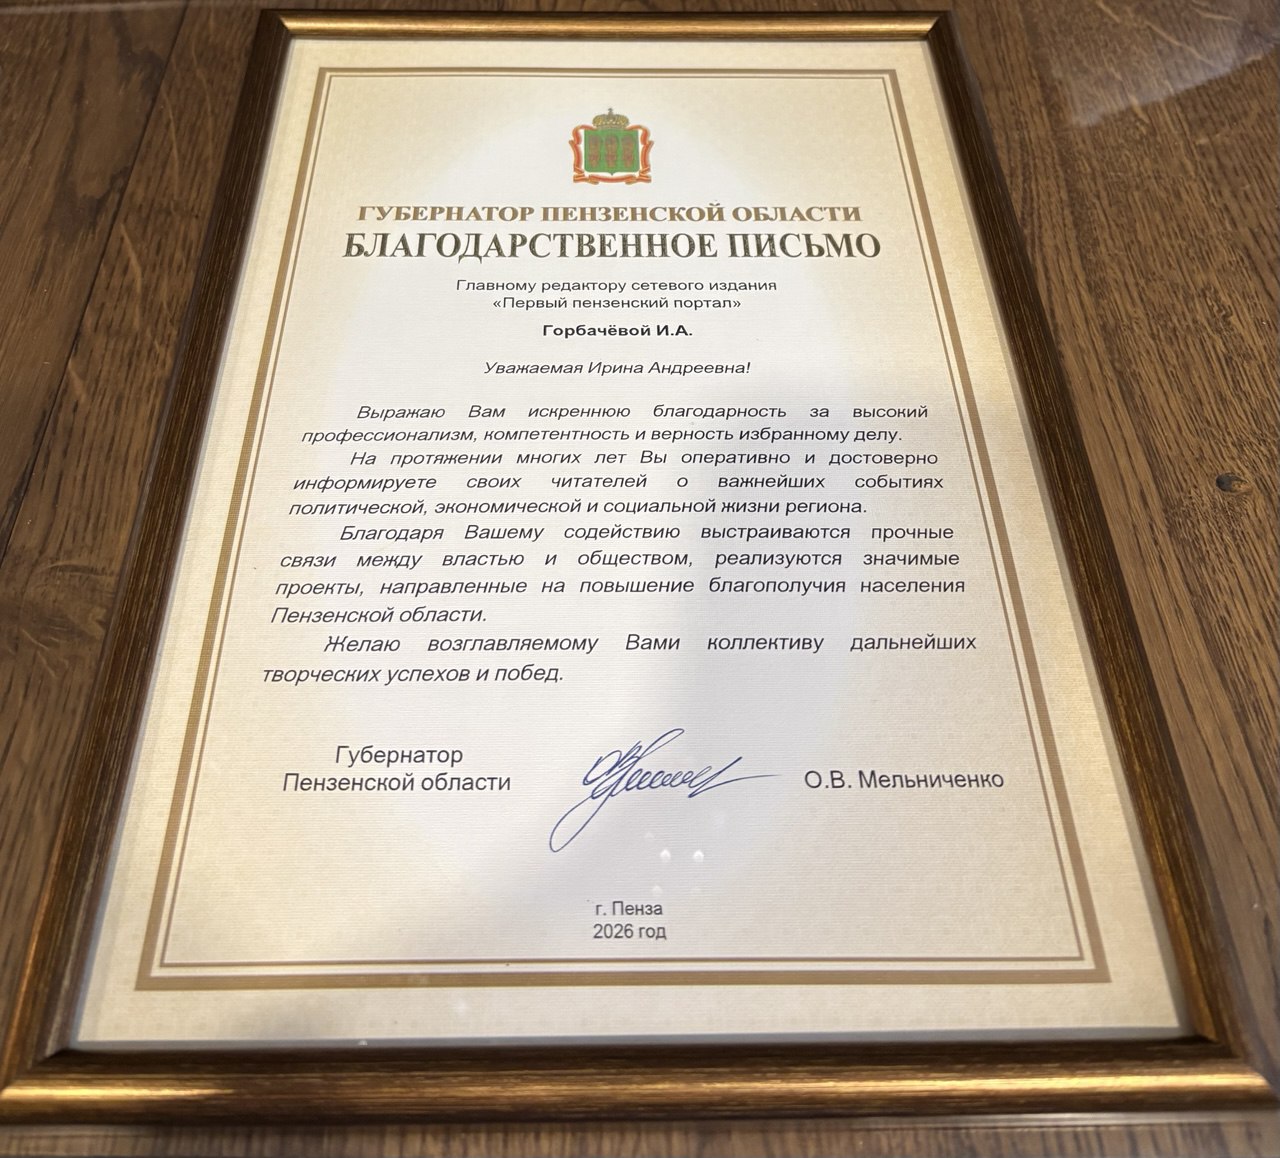 ГУБЕРНАТОР ПЕНЗЕНСКОЙ ОБЛАСТИ
БЛАГОДАРСТВЕННОЕ ПИСЬМО
Главному редактору сетевого издания
«Первый пензенский портал»
Горбачёвой И.А.
Уважаемая Ирина Андреевна!
Выражаю Вам искреннюю благодарность за высокий
профессионализм, компетентность и верность избранному делу.
На протяжении многих лет Вы оперативно и достоверно
информируете своих читателей о важнейших событиях
политической, экономической и социальной жизни региона.
Благодаря Вашему содействию выстраиваются прочные
связи между властью и обществом, реализуются значимые
проекты, направленные на повышение благополучия населения
Пензенской области.
Желаю возглавляемому Вами коллективу дальнейших
творческих успехов и побед.
Губернатор
Пензенской области
О.В. Мельниченко
г. Пенза
2026 год